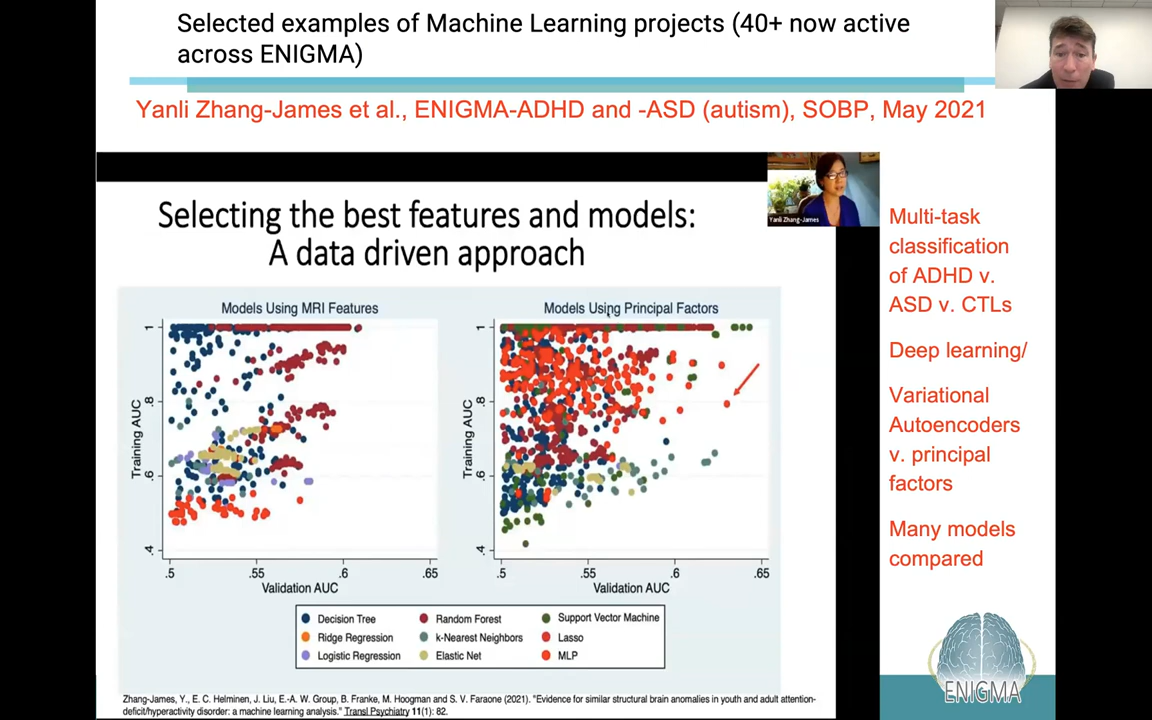 Selected examples of Machine Learning projects (40+ now active
across ENIGMA)
Yanli Zhang-James et al., ENIGMA-ADHD and -ASD (autism), SOBP, May 2021
Yanli Zhang-James
Selecting the best features and models:
A data driven approach
Models Using MRI Features
Training AUC
1
.8
.6
.4
.5
.55
.6
.65
Validation AUC
Models Using Principal Factors
Training AUC
1
.8
.6
.4
.5
.55
.6
.65
Validation AUC
Decision Tree
Random Forest
Support Vector Machine
Ridge Regression
k-Nearest Neighbors
Lasso
Logistic Regression
Elastic Net
MLP
Zhang-James, Y., E. C. Helminen, J. Liu, E.-A. W. Group, B. Franke, M. Hoogman and S. V. Faraone (2021). "Evidence for similar structural brain anomalies in youth and adult attention-
deficit/hyperactivity disorder: a machine learning analysis." Transl Psychiatry 11(1): 82.
Multi-task
classification
of ADHD v.
ASD v. CTLs
Deep learning/
Variational
Autoencoders
v. principal
factors
Many models
compared
ENIGMA